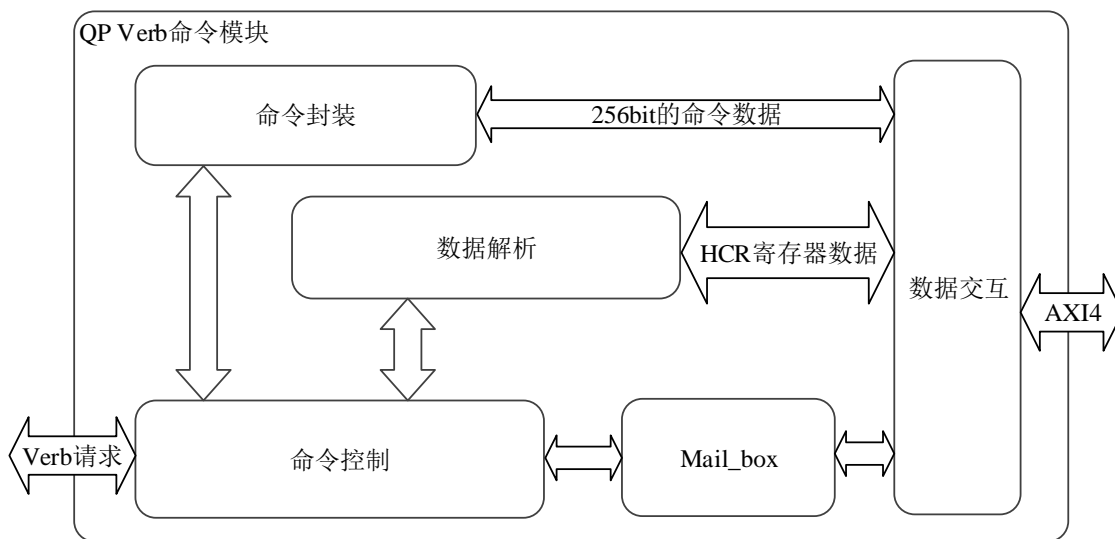 QP Verb命令模块
命令封装
256bit的命令数据
数据解析
HCR寄存器数据
数据交互
AXI4
Verb请求
命令控制
Mail_box